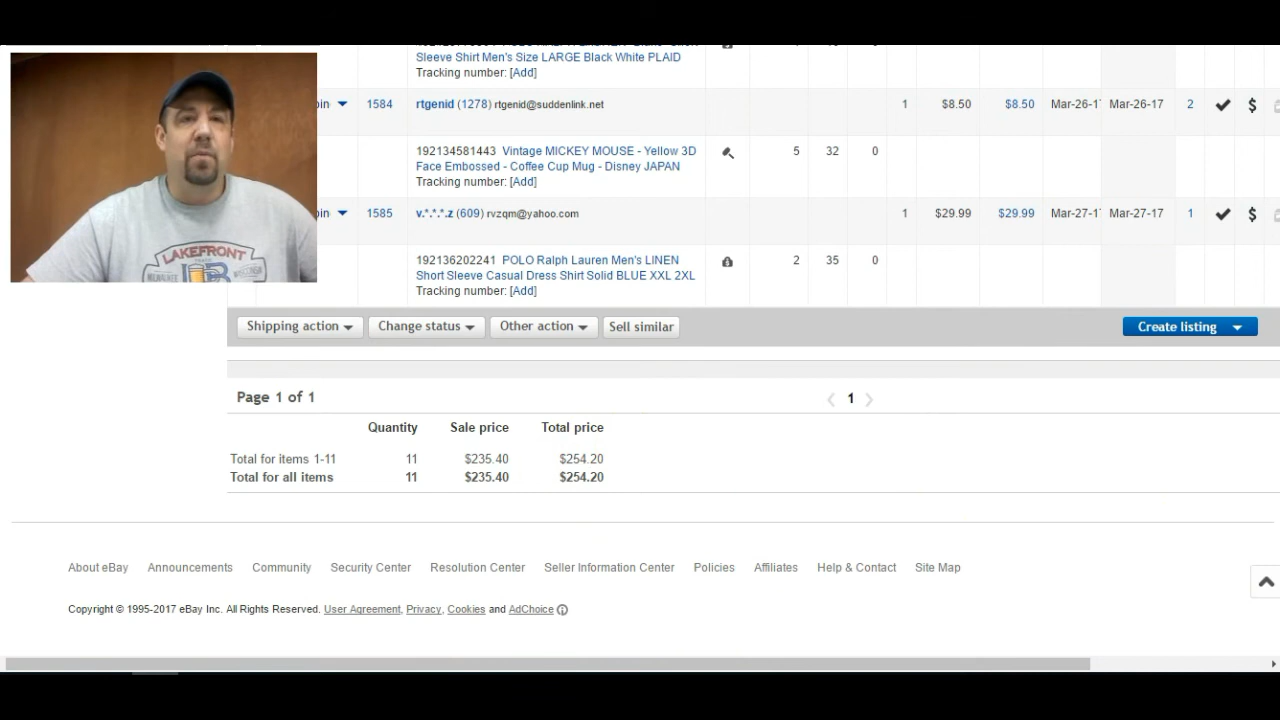 Sleeve Shirt Men's Size LARGE Black White PLAID
Tracking number: [Add]
1584 rtgenid (1278) rtgenid@suddenlink.net 1 $8.50 $8.50 Mar-26-17 Mar-26-17 2 $
192134581443 Vintage MICKEY MOUSE - Yellow 3D 5 32 0
Face Embossed - Coffee Cup Mug - Disney JAPAN
Tracking number: [Add]
1585 v.*.*.*.z (609) rvzqm@yahoo.com 1 $29.99 $29.99 Mar-27-17 Mar-27-17 1 $
192136202241 POLO Ralph Lauren Men's LINEN 2 35 0
Short Sleeve Casual Dress Shirt Solid BLUE XXL 2XL
Tracking number: [Add]
LAKEFRONT
MILWAUKEE WISCONSIN
Shipping action Change status Other action Sell similar Create listing
Page 1 of 1 1
Quantity Sale price Total price
Total for items 1-11 11 $235.40 $254.20
Total for all items 11 $235.40 $254.20
About eBay Announcements Community Security Center Resolution Center Seller Information Center Policies Affiliates Help & Contact Site Map
Copyright © 1995-2017 eBay Inc. All Rights Reserved. User Agreement, Privacy, Cookies and AdChoice